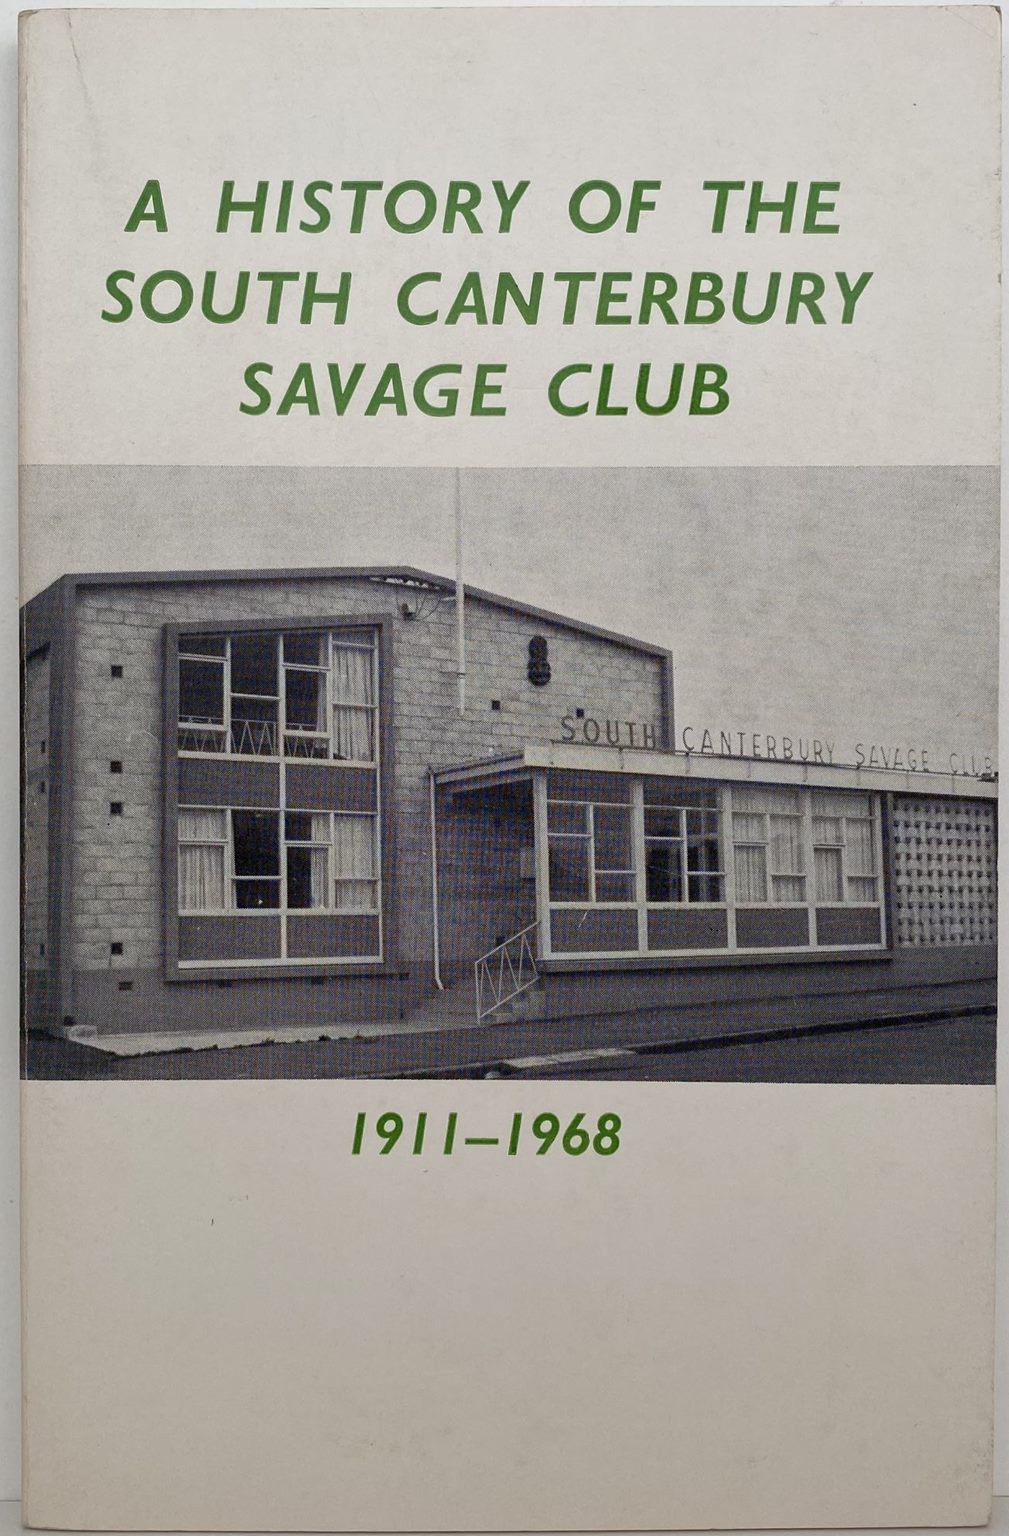 A HISTORY OF THE
SOUTH CANTERBURY
SAVAGE CLUB
SOUTH CANTERBURY SAVAGE CLUB
1911—1968